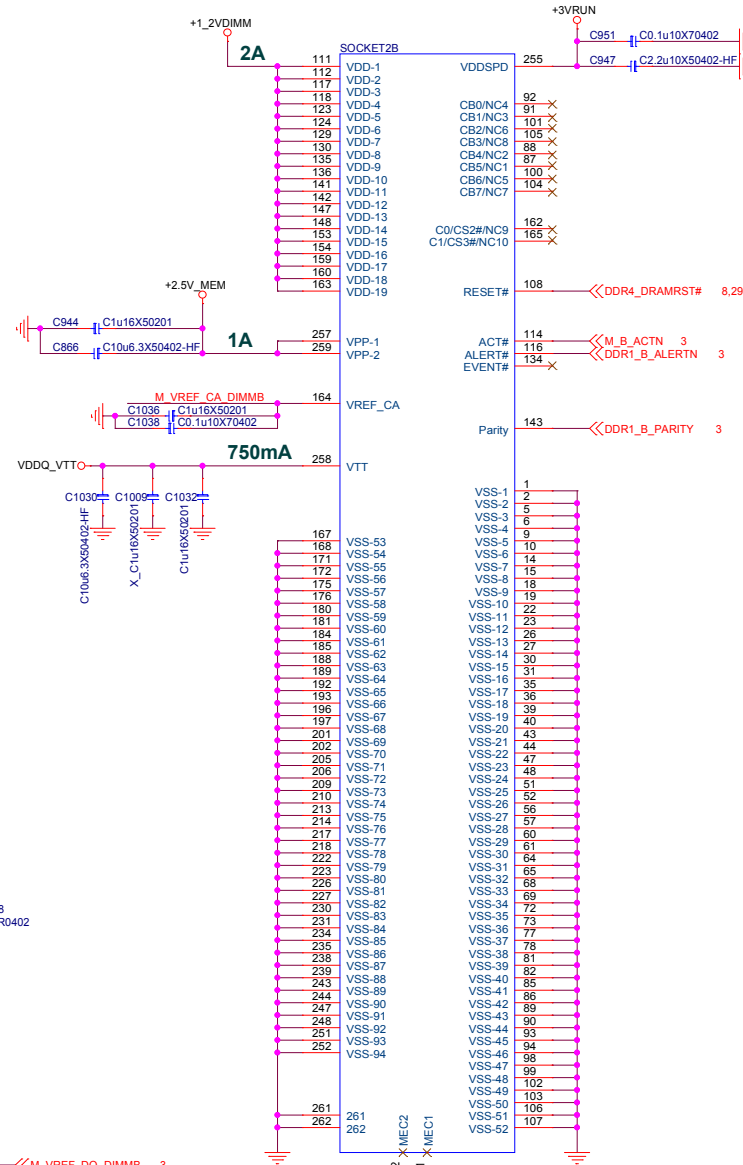 +1_2VDIMM
2A
+3VRUN
C951 C0.1u10X70402
C947 C2.2u10X50402-HF
SOCKET2B
111 VDD-1
112 VDD-2
117 VDD-3
118 VDD-4
123 VDD-5
124 VDD-6
129 VDD-7
130 VDD-8
135 VDD-9
136 VDD-10
141 VDD-11
142 VDD-12
147 VDD-13
148 VDD-14
153 VDD-15
154 VDD-16
159 VDD-17
160 VDD-18
163 VDD-19
VDDSPD 255
CB0/NC4 92
CB1/NC3 91
CB2/NC6 101
CB3/NC8 105
CB4/NC2 88
CB5/NC1 87
CB6/NC5 100
CB7/NC7 104
C0/CS2#/NC9 162
C1/CS3#/NC10 165
RESET# 108 DDR4_DRAMRST# 8,29
+2.5V_MEM
C944 C1u16X50201
C866 C10u6.3X50402-HF
1A
257 VPP-1
259 VPP-2
ACT# 114 M_B_ACTN 3
ALERT# 116 DDR1_B_ALERTN 3
EVENT# 134
M_VREF_CA_DIMMB 164 VREF_CA
C1036 C1u16X50201
C1038 C0.1u10X70402
Parity 143 DDR1_B_PARITY 3
750mA
VDDQ_VTT 258 VTT
C1030 C10u6.3X50402-HF
C1009 X_C1u16X50201
C1032 C1u16X50201
167 VSS-53
168 VSS-54
171 VSS-55
172 VSS-56
175 VSS-57
176 VSS-58
180 VSS-59
181 VSS-60
184 VSS-61
185 VSS-62
188 VSS-63
189 VSS-64
192 VSS-65
193 VSS-66
196 VSS-67
197 VSS-68
201 VSS-69
202 VSS-70
205 VSS-71
206 VSS-72
209 VSS-73
210 VSS-74
213 VSS-75
214 VSS-76
217 VSS-77
218 VSS-78
222 VSS-79
223 VSS-80
226 VSS-81
227 VSS-82
230 VSS-83
231 VSS-84
234 VSS-85
235 VSS-86
238 VSS-87
239 VSS-88
243 VSS-89
244 VSS-90
247 VSS-91
248 VSS-92
251 VSS-93
252 VSS-94
261 261
262 262
VSS-1 1
VSS-2 2
VSS-3 5
VSS-4 6
VSS-5 9
VSS-6 10
VSS-7 14
VSS-8 15
VSS-9 18
VSS-10 19
VSS-11 22
VSS-12 23
VSS-13 26
VSS-14 27
VSS-15 30
VSS-16 31
VSS-17 35
VSS-18 36
VSS-19 39
VSS-20 40
VSS-21 43
VSS-22 44
VSS-23 47
VSS-24 48
VSS-25 51
VSS-26 52
VSS-27 56
VSS-28 57
VSS-29 60
VSS-30 61
VSS-31 64
VSS-32 65
VSS-33 68
VSS-34 69
VSS-35 72
VSS-36 73
VSS-37 77
VSS-38 78
VSS-39 81
VSS-40 82
VSS-41 85
VSS-42 86
VSS-43 89
VSS-44 90
VSS-45 93
VSS-46 94
VSS-47 98
VSS-48 99
VSS-49 102
VSS-50 103
VSS-51 106
VSS-52 107
MEC2
MEC1
R0402
M_VREF_DQ_DIMMB 3